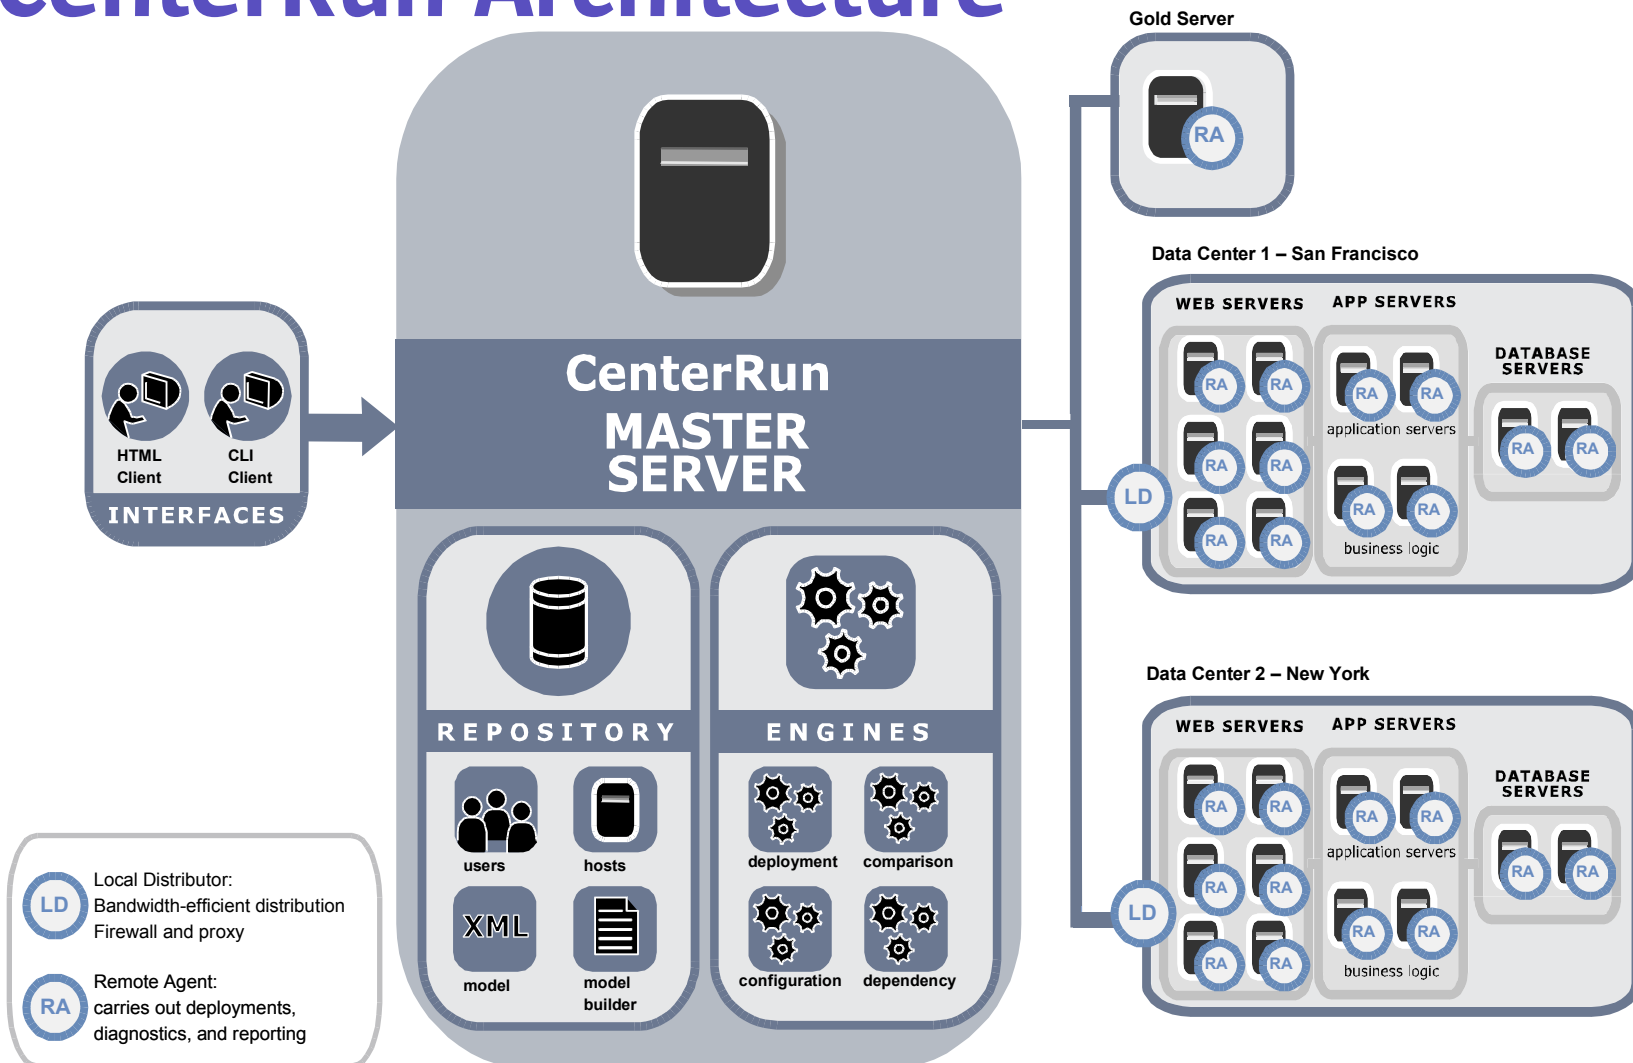 CenterRun Architecture
Gold Server
RA
Data Center 1 – San Francisco
WEB SERVERS
APP SERVERS
DATABASE
SERVERS
RA
RA
RA
RA
application servers
RA
RA
RA
RA
LD
RA
RA
RA
RA
business logic
HTML
Client
CLI
Client
INTERFACES
CenterRun
MASTER
SERVER
REPOSITORY
users
hosts
XML
model
model
builder
ENGINES
deployment
comparison
configuration
dependency
Data Center 2 – New York
WEB SERVERS
APP SERVERS
DATABASE
SERVERS
RA
RA
RA
RA
application servers
RA
RA
RA
RA
LD
RA
RA
RA
RA
business logic
LD
Local Distributor:
Bandwidth-efficient distribution
Firewall and proxy
RA
Remote Agent:
carries out deployments,
diagnostics, and reporting